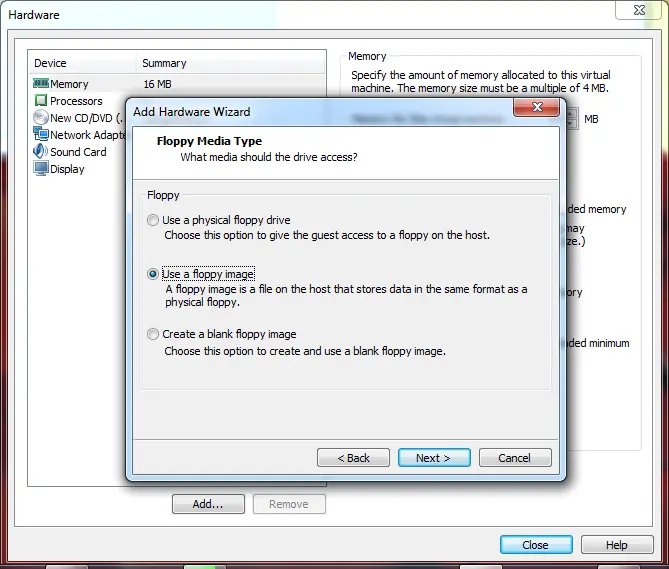 Hardware
Device Summary
Memory 16 MB
Processors
New CD/DVD (.
Network Adapte
Sound Card
Display
Memory
Specify the amount of memory allocated to this virtual
machine. The memory size must be a multiple of 4 MB.
MB
ded memory
may
ze.)
ory
ded minimum
Add Hardware Wizard
Floppy Media Type
What media should the drive access?
Floppy
Use a physical floppy drive
Choose this option to give the guest access to a floppy on the host.
Use a floppy image
A floppy image is a file on the host that stores data in the same format as a
physical floppy.
Create a blank floppy image
Choose this option to create and use a blank floppy image.
< Back Next > Cancel
Add... Remove
Close Help